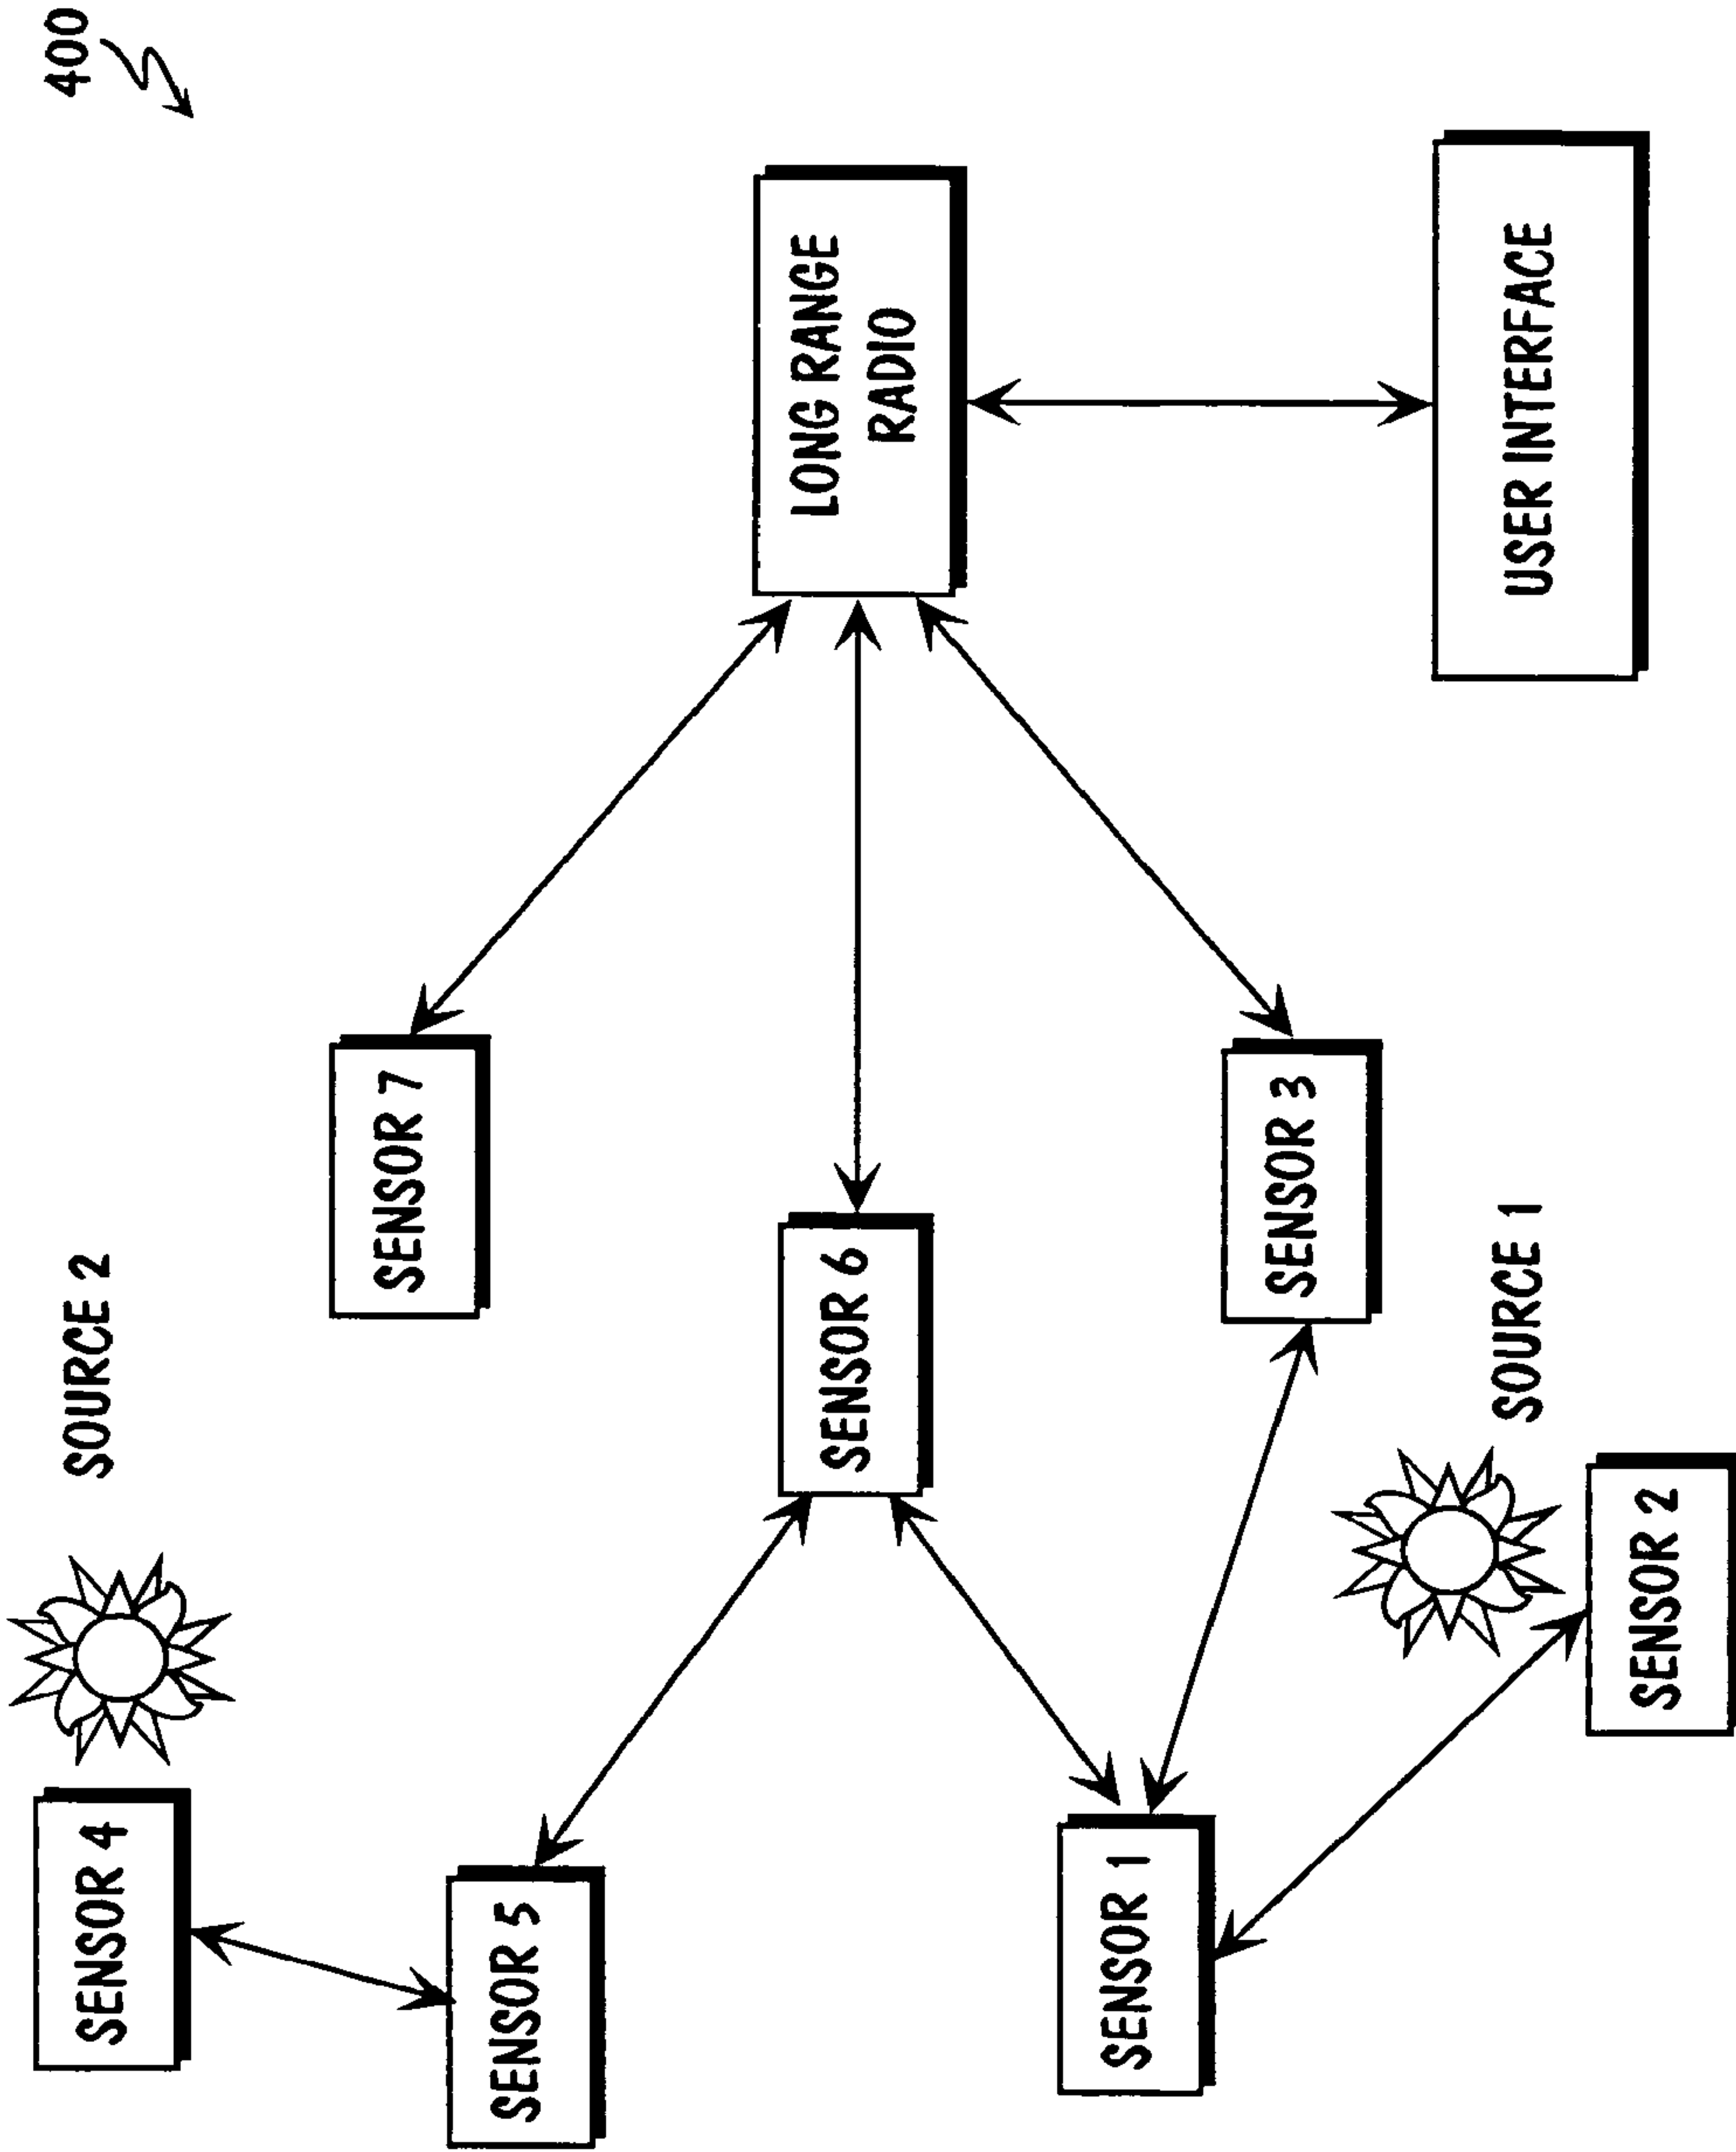 400
SOURCE 2
SENSOR 4
SENSOR 7
SENSOR 5
LONG RANGE
RADIO
SENSOR 6
SENSOR 1
SENSOR 3
SOURCE 1
USER INTERFACE
SENSOR 2